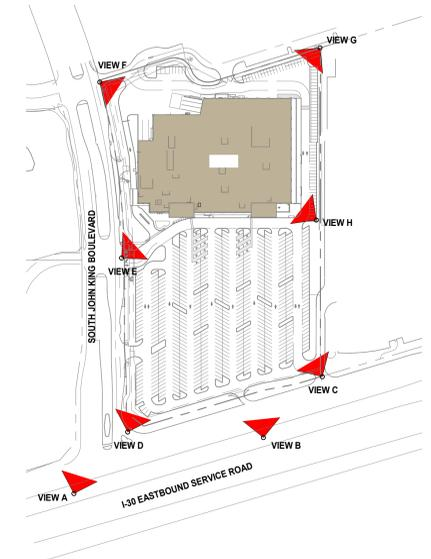 VIEW G
VIEW F
SOUTH JOHN KING BOULEVARD
VIEW H
VIEW E
VIEW C
VIEW D
VIEW B
VIEW A
I-30 EASTBOUND SERVICE ROAD